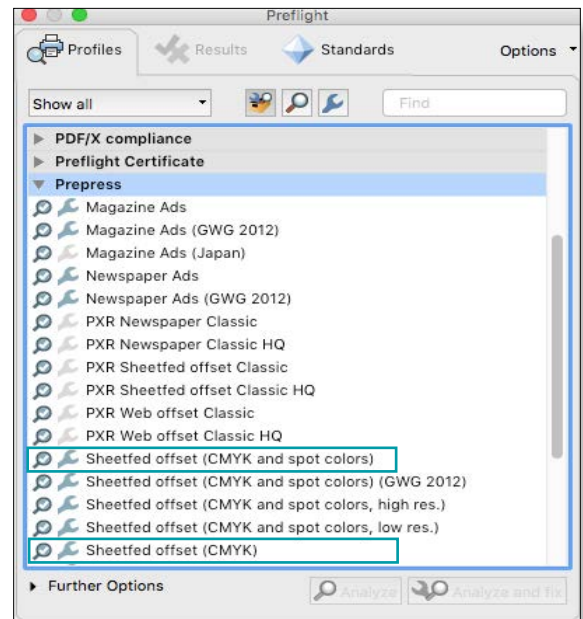 Preflight
Profiles Results Standards Options
Show all Find
PDF/X compliance
Preflight Certificate
Prepress
Magazine Ads
Magazine Ads (GWG 2012)
Magazine Ads (Japan)
Newspaper Ads
Newspaper Ads (GWG 2012)
PXR Newspaper Classic
PXR Newspaper Classic HQ
PXR Sheetfed offset Classic
PXR Sheetfed offset Classic HQ
PXR Web offset Classic
PXR Web offset Classic HQ
Sheetfed offset (CMYK and spot colors)
Sheetfed offset (CMYK and spot colors) (GWG 2012)
Sheetfed offset (CMYK and spot colors, high res.)
Sheetfed offset (CMYK and spot colors, low res.)
Sheetfed offset (CMYK)
Further Options Analyze Analyze and fix